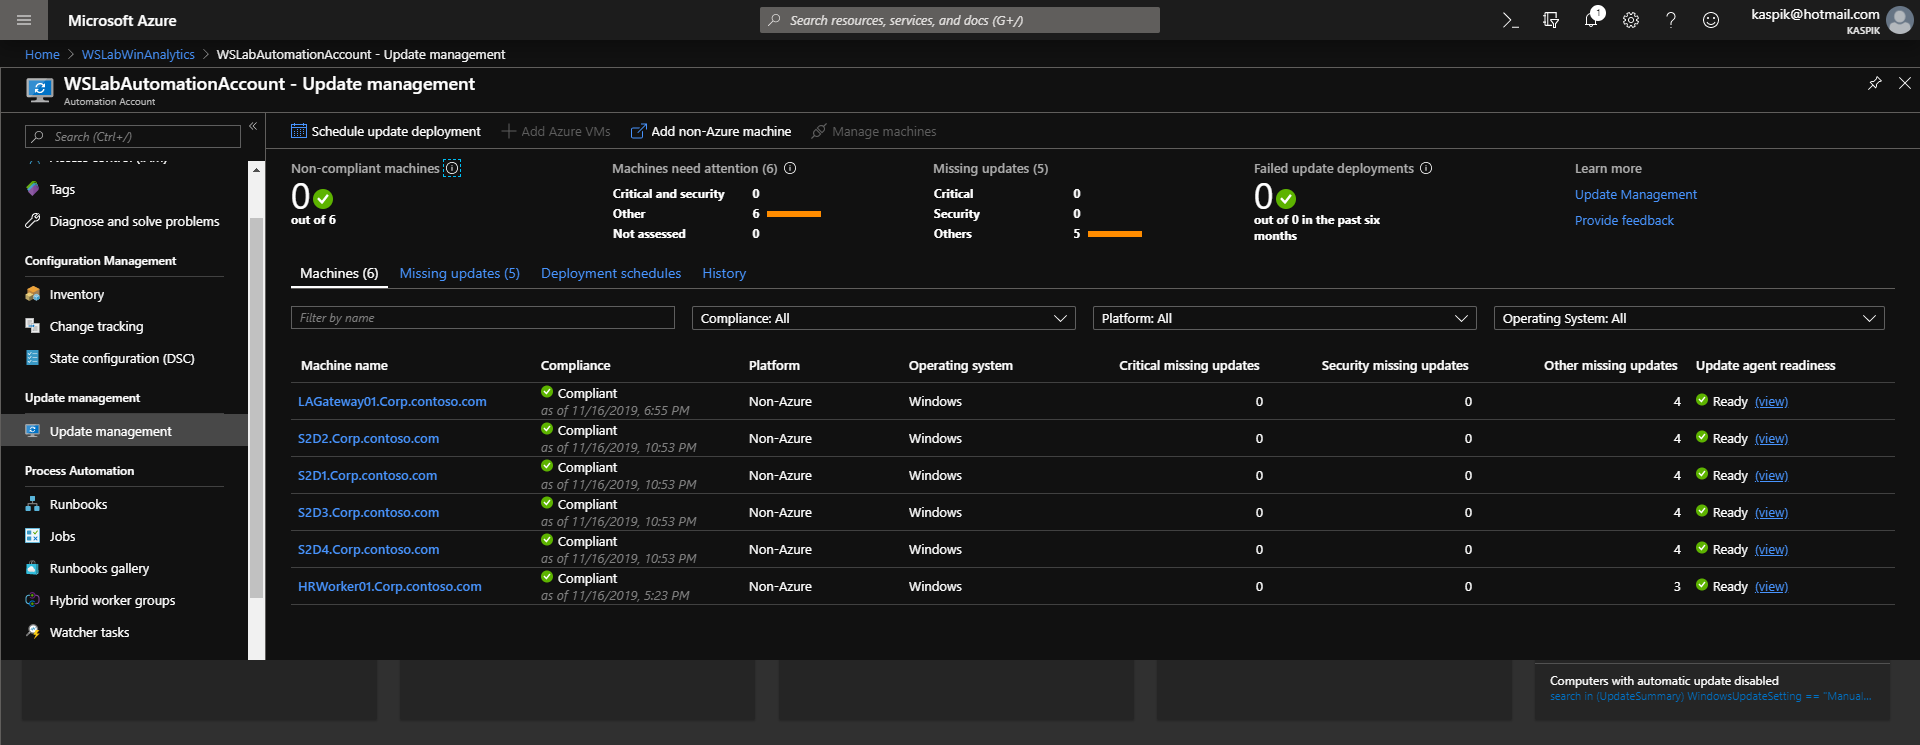 Microsoft Azure
Search resources, services, and docs (G+/)
1
kaspik@hotmail.com
KASPIK
Home > WSLabWinAnalytics > WSLabAutomationAccount - Update management
WSLabAutomationAccount - Update management
Automation Account
Search (Ctrl+/)
Tags
Diagnose and solve problems
Configuration Management
Inventory
Change tracking
State configuration (DSC)
Update management
Update management
Process Automation
Runbooks
Jobs
Runbooks gallery
Hybrid worker groups
Watcher tasks
Schedule update deployment
Add Azure VMs
Add non-Azure machine
Manage machines
Non-compliant machines
0
out of 6
Machines need attention (6)
Critical and security 0
Other 6
Not assessed 0
Missing updates (5)
Critical 0
Security 0
Others 5
Failed update deployments
0
out of 0 in the past six
months
Learn more
Update Management
Provide feedback
Machines (6) Missing updates (5) Deployment schedules History
Filter by name
Compliance: All
Platform: All
Operating System: All
Machine name Compliance Platform Operating system Critical missing updates Security missing updates Other missing updates Update agent readiness
LAGateway01.Corp.contoso.com Compliant Non-Azure Windows 0 0 4 Ready (view)
as of 11/16/2019, 6:55 PM
S2D2.Corp.contoso.com Compliant Non-Azure Windows 0 0 4 Ready (view)
as of 11/16/2019, 10:53 PM
S2D1.Corp.contoso.com Compliant Non-Azure Windows 0 0 4 Ready (view)
as of 11/16/2019, 10:53 PM
S2D3.Corp.contoso.com Compliant Non-Azure Windows 0 0 4 Ready (view)
as of 11/16/2019, 10:53 PM
S2D4.Corp.contoso.com Compliant Non-Azure Windows 0 0 4 Ready (view)
as of 11/16/2019, 10:53 PM
HRWorker01.Corp.contoso.com Compliant Non-Azure Windows 0 0 3 Ready (view)
as of 11/16/2019, 5:23 PM
Computers with automatic update disabled
search in (UpdateSummary) WindowsUpdateSetting == "Manual...